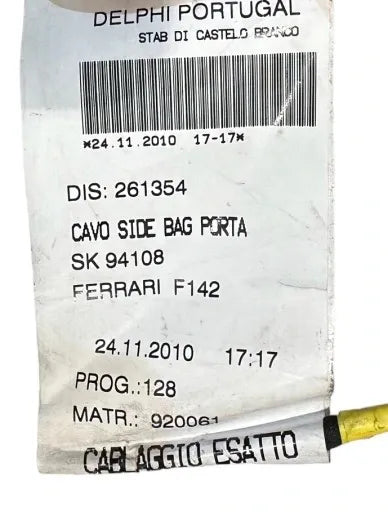 DELPHI PORTUGAL
STAB DI CASTELO BRANCO
*24.11.2010 17-17*
DIS: 261354
CAVO SIDE BAG PORTA
SK 94108
FERRARI F142
24.11.2010 17:17
PROG.:128
MATR.: 920061
CABLAGGIO ESATTO